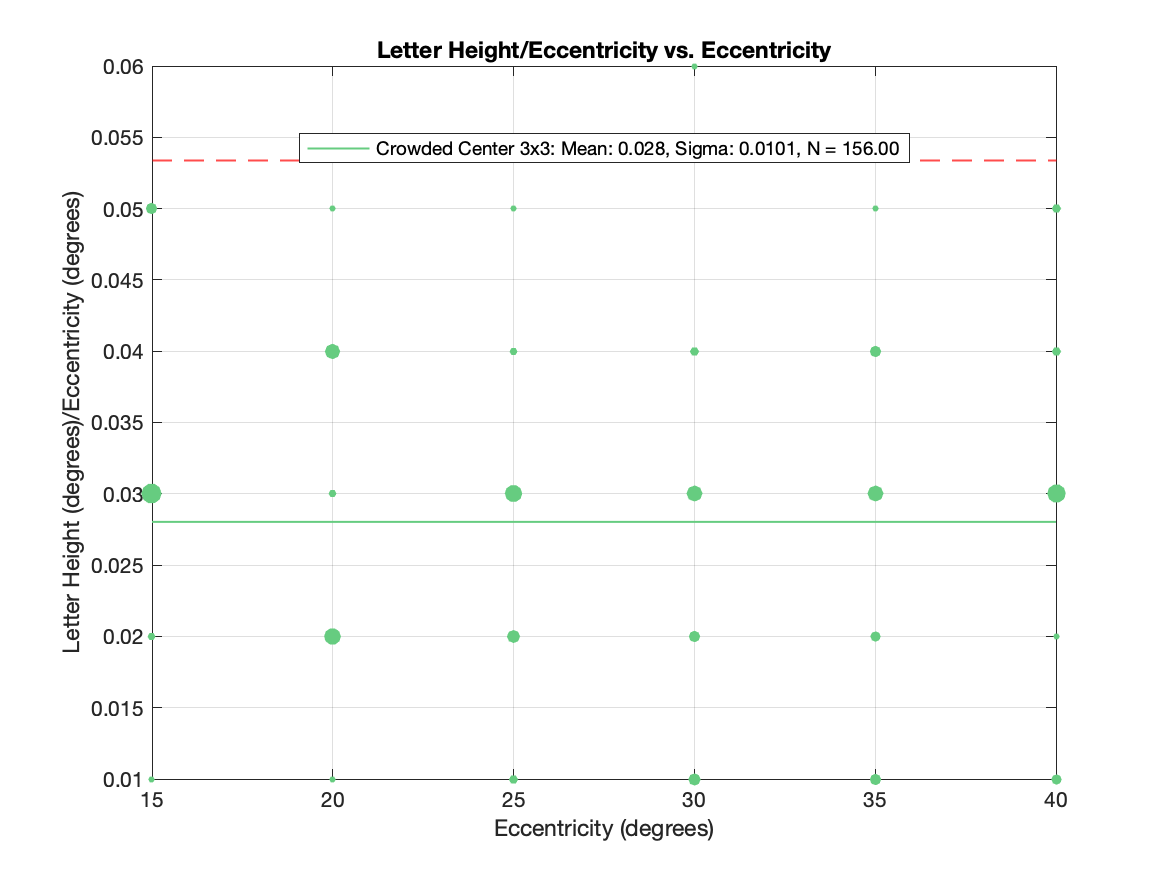 Letter Height/Eccentricity vs. Eccentricity
0.06
0.055
Crowded Center 3x3: Mean: 0.028, Sigma: 0.0101, N = 156.00
0.05
0.045
0.04
0.035
0.03
0.025
0.02
0.015
0.01
Letter Height (degrees)/Eccentricity (degrees)
15 20 25 30 35 40
Eccentricity (degrees)